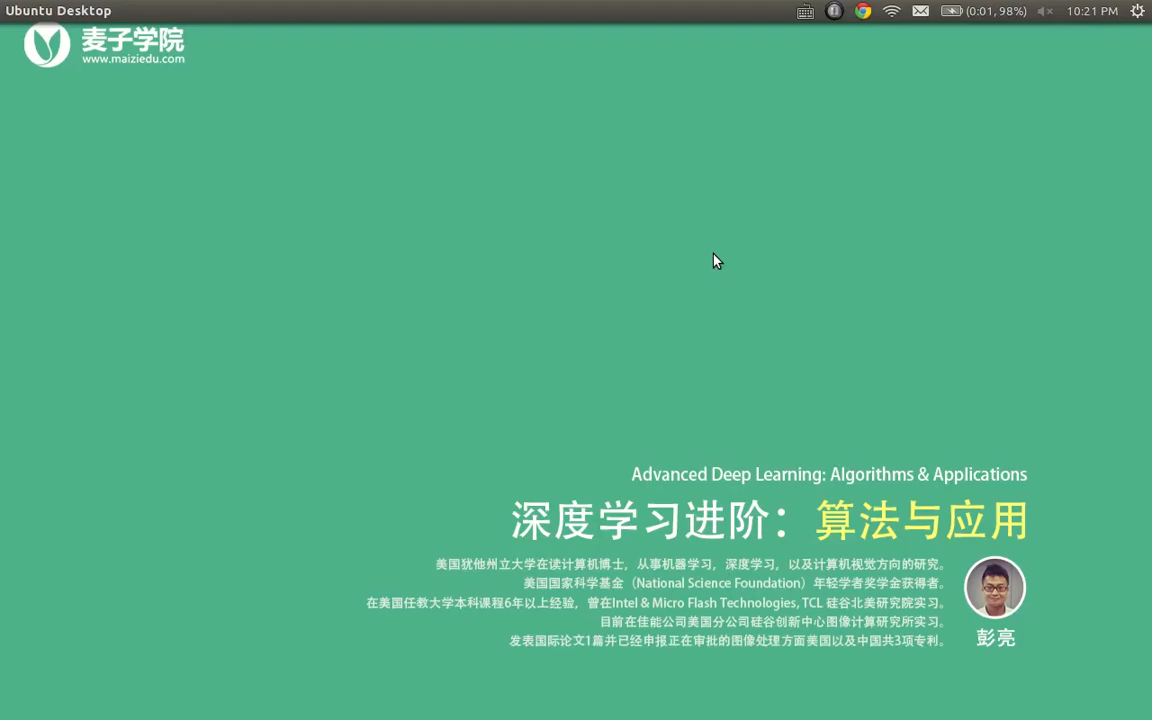 Ubuntu Desktop
(0:01, 98%)
10:21 PM
麦子学院
www.maiziedu.com
Advanced Deep Learning: Algorithms & Applications
深度学习进阶：算法与应用
美国犹他州立大学在读计算机博士，从事机器学习，深度学习，以及计算机视觉方向的研究。
美国国家科学基金（National Science Foundation）年轻学者奖学金获得者。
在美国任教大学本科课程6年以上经验，曾在Intel & Micro Flash Technologies, TCL 硅谷北美研究院实习。
目前在佳能公司美国分公司硅谷创新中心图像计算研究所实习。
发表国际论文1篇并已经申报正在审批的图像处理方面美国以及中国共3项专利。
彭亮